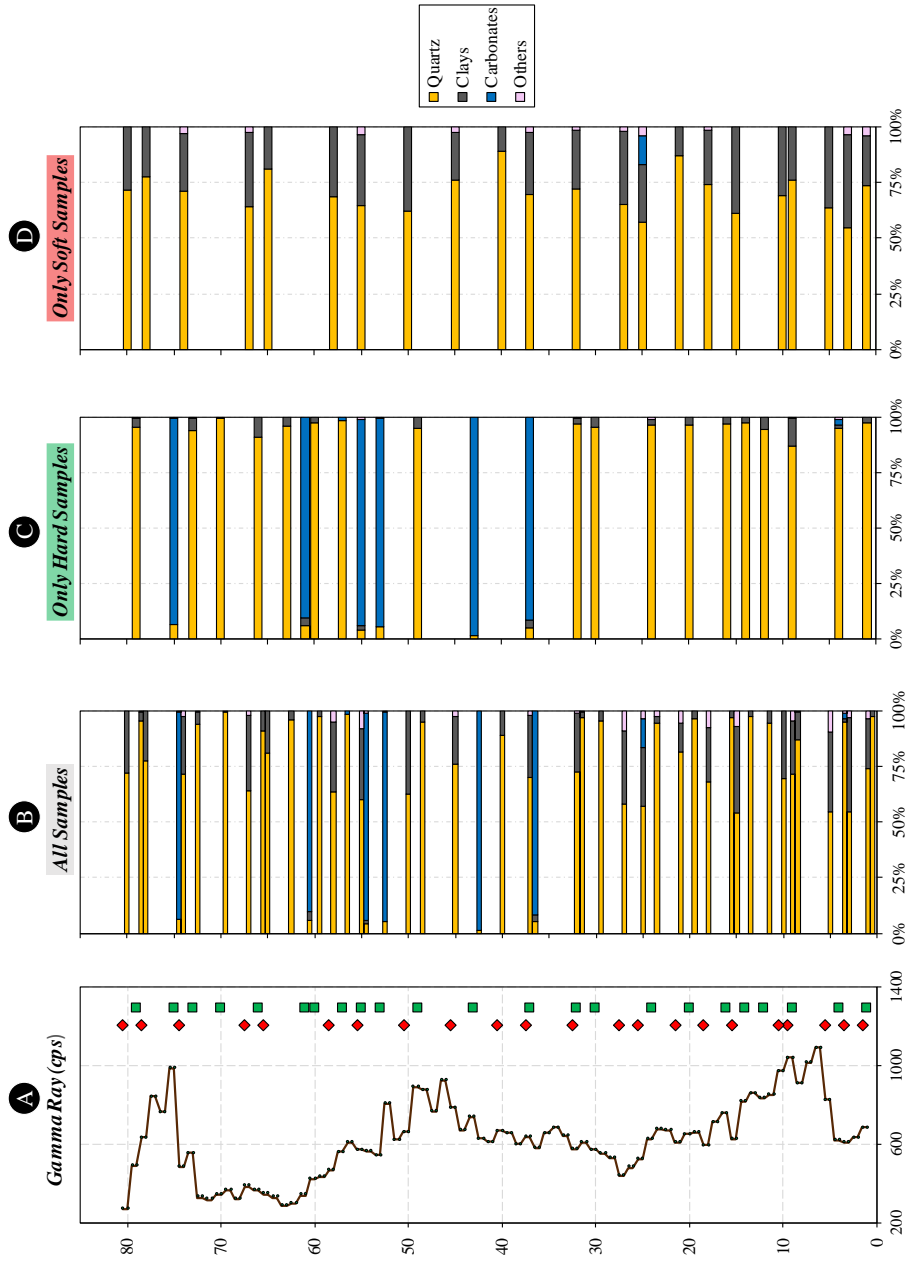 A
Gamma Ray (cps)
80
70
60
50
40
30
20
10
0
200
600
1000
1400
B
All Samples
0%
25%
50%
75%
100%
C
Only Hard Samples
0%
25%
50%
75%
100%
D
Only Soft Samples
0%
25%
50%
75%
100%
Quartz
Clays
Carbonates
Others